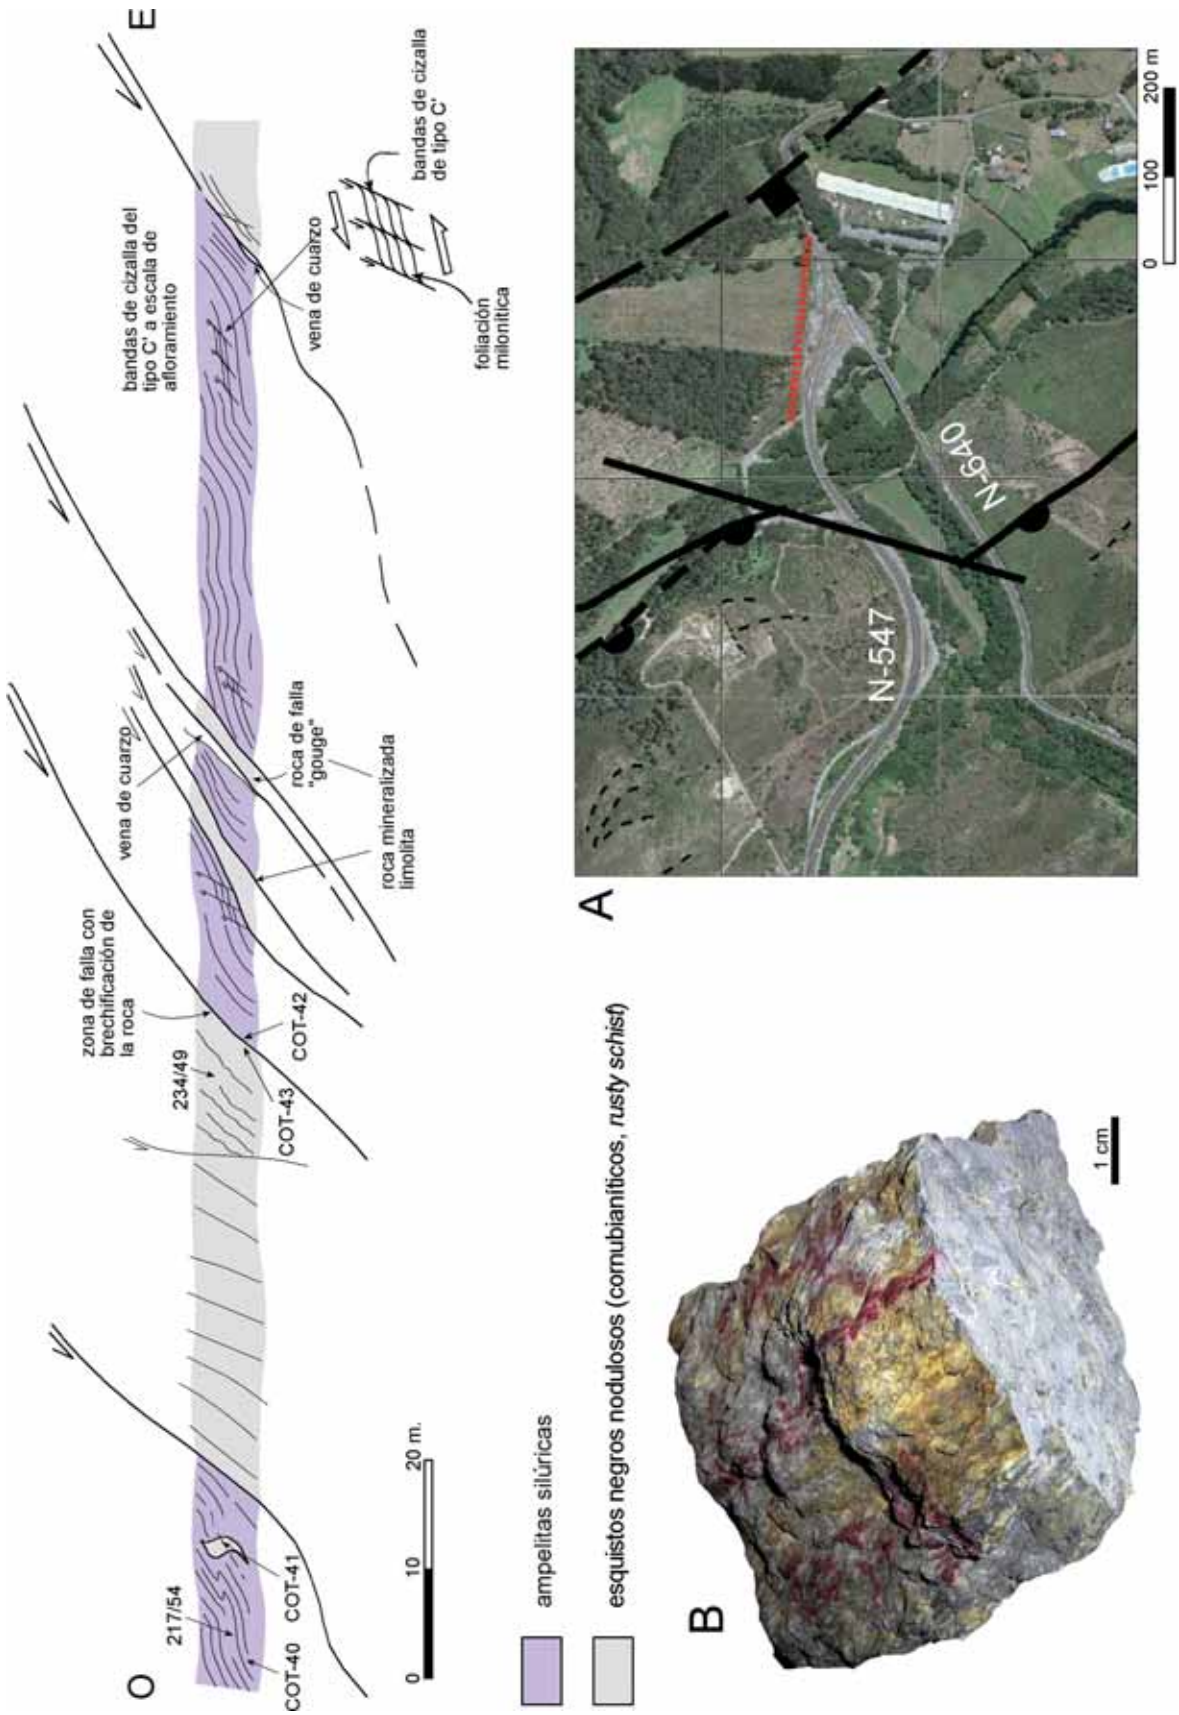 O
E
217/54
COT-40
COT-41
234/49
COT-43
COT-42
zona de falla con
brechificación de
la roca
vena de cuarzo
roca de falla
"gouge"
roca mineralizada
limolita
bandas de cizalla del
tipo C' a escala de
afloramiento
vena de cuarzo
foliación
milonítica
bandas de cizalla
de tipo C'
0
10
20 m.
ampelitas silúricas
esquistos negros nodulosos (cornubianíticos, rusty schist)
A
N-547
N-640
0
100
200 m
B
1 cm